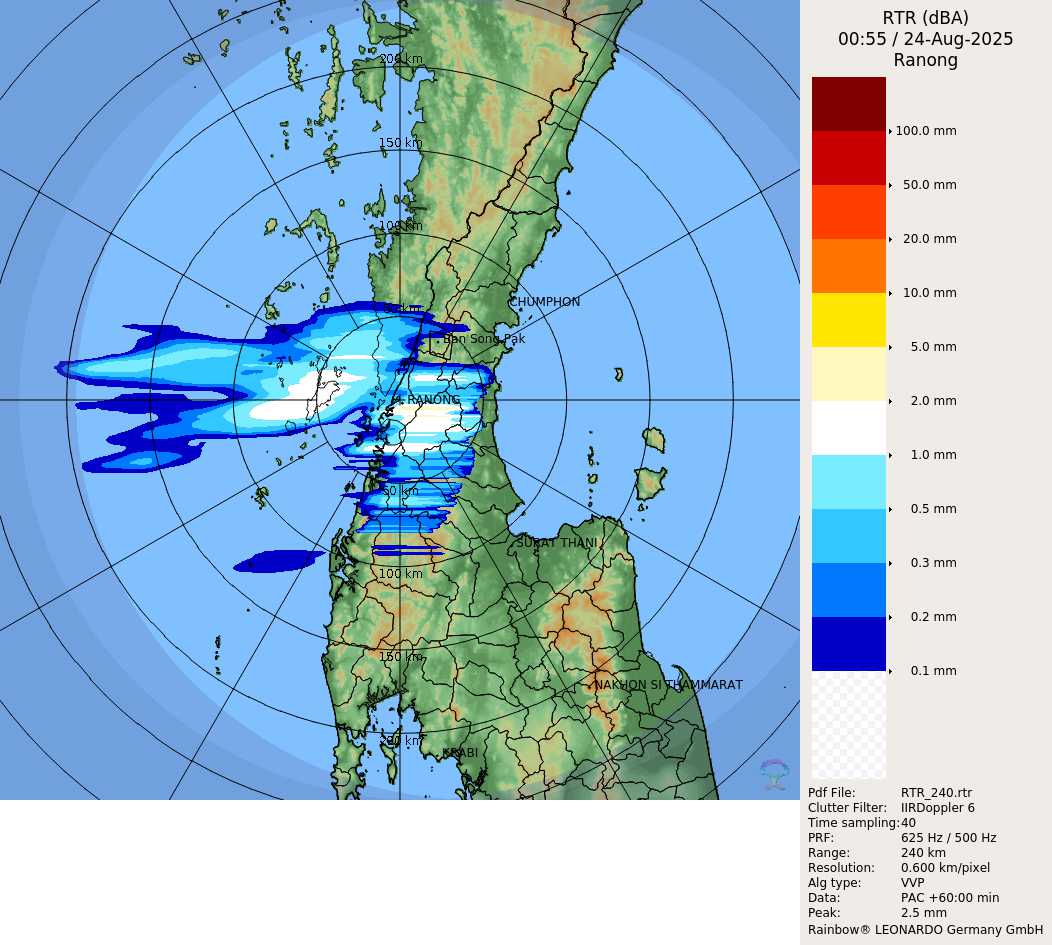 RTR (dBA)
00:55 / 24-Aug-2025
Ranong
100.0 mm
50.0 mm
20.0 mm
10.0 mm
5.0 mm
2.0 mm
1.0 mm
0.5 mm
0.3 mm
0.2 mm
0.1 mm
Pdf File: RTR_240.rtr
Clutter Filter: IIRDoppler 6
Time sampling:40
PRF: 625 Hz / 500 Hz
Range: 240 km
Resolution: 0.600 km/pixel
Alg type: VVP
Data: PAC +60:00 min
Peak: 2.5 mm
Rainbow® LEONARDO Germany GmbH
200 km
150 km
100 km
50 km
CHUMPHON
Ban Song Pak
RANONG
50 km
SURAT THANI
100 km
150 km
NAKHON SI THAMMARAT
200 km
KRABI